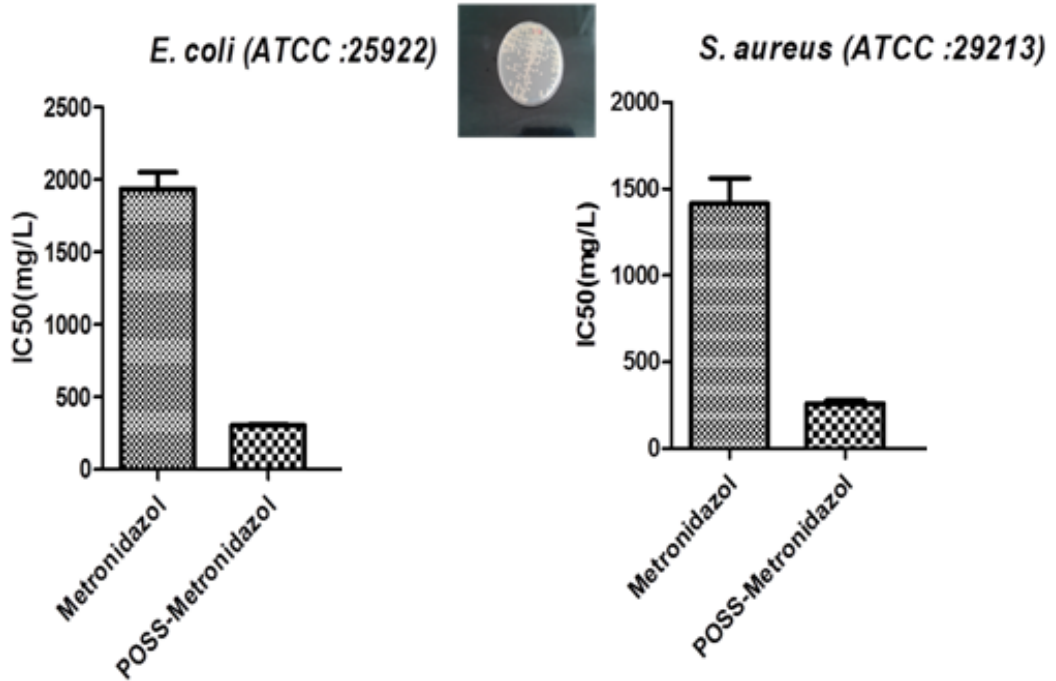 E. coli (ATCC :25922)
IC50(mg/L)
2500
2000
1500
1000
500
0
Metronidazol
POSS-Metronidazol
S. aureus (ATCC :29213)
IC50(mg/L)
2000
1500
1000
500
0
Metronidazol
POSS-Metronidazol